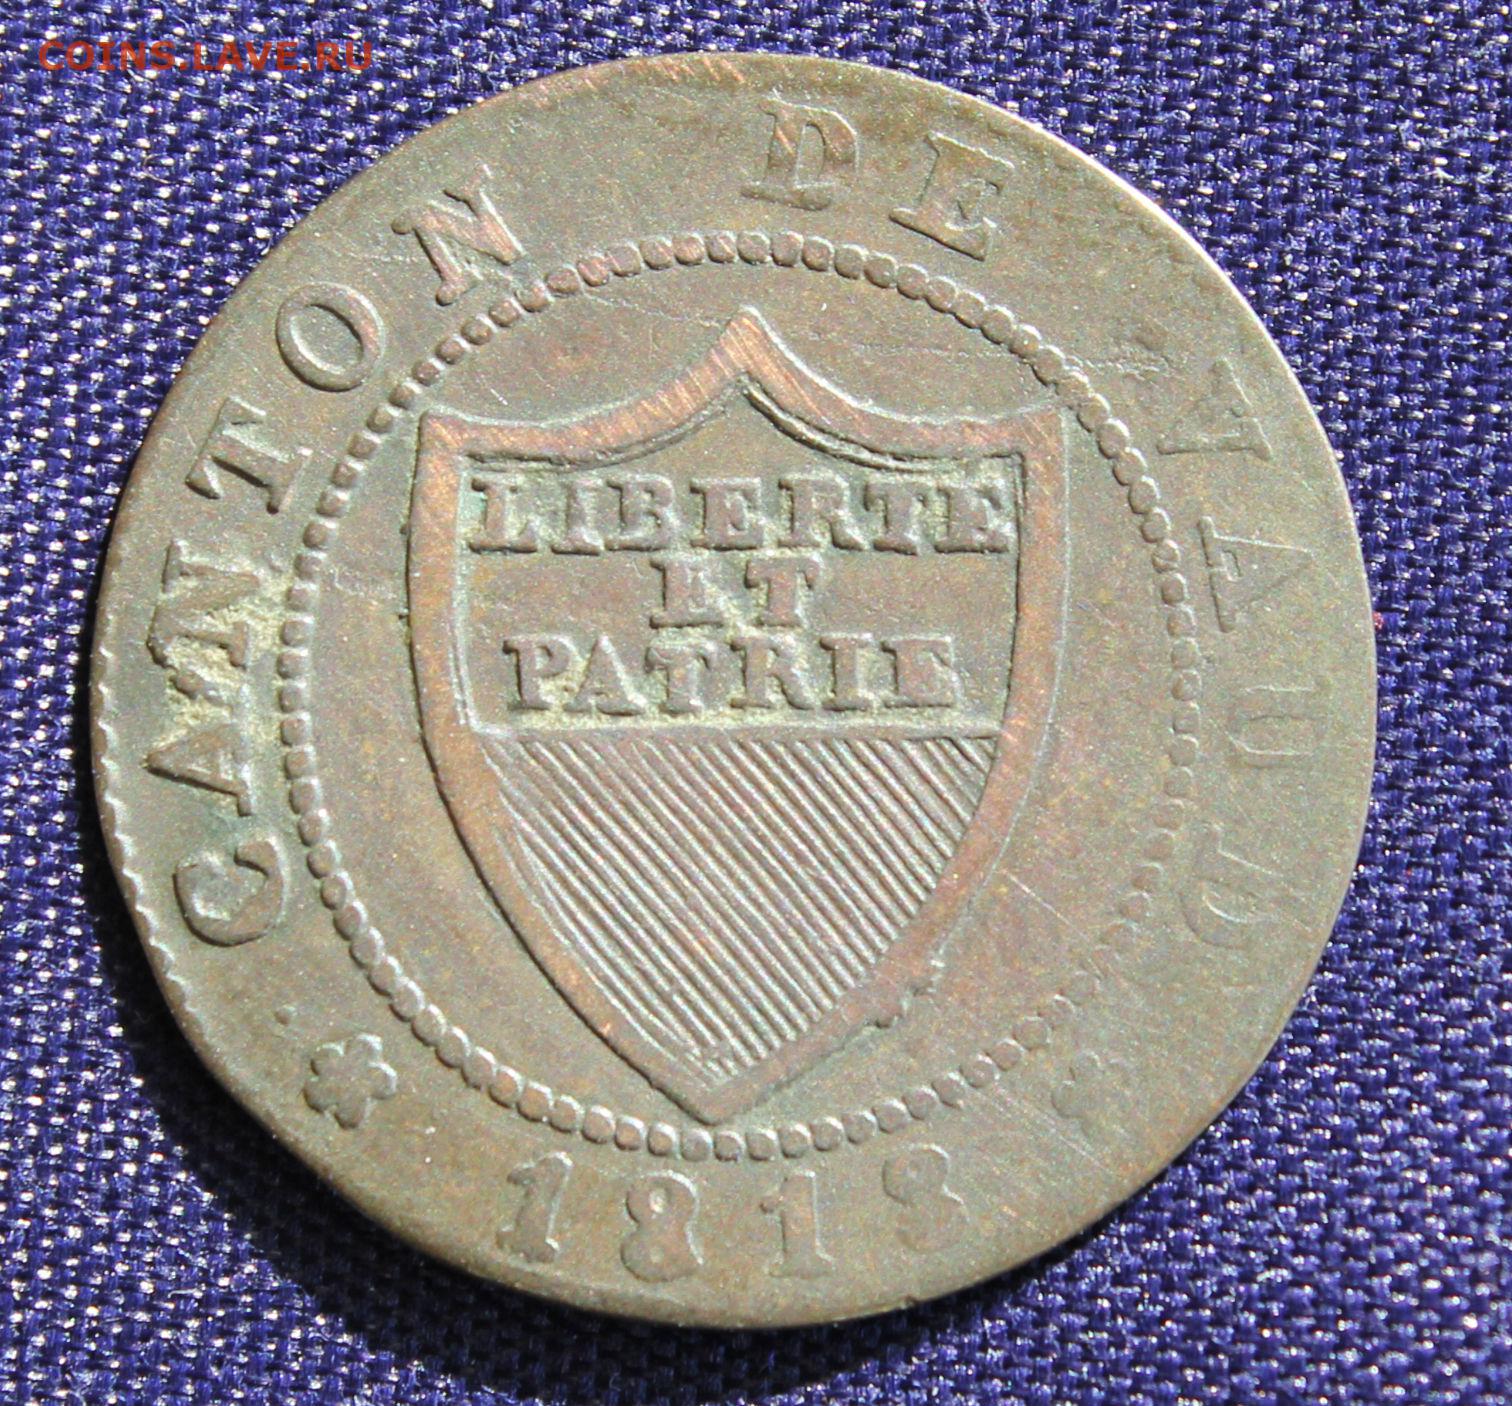 COINS.LAVE.RU
CANTON DE VAUD
LIBERTE
ET
PATRIE
1818